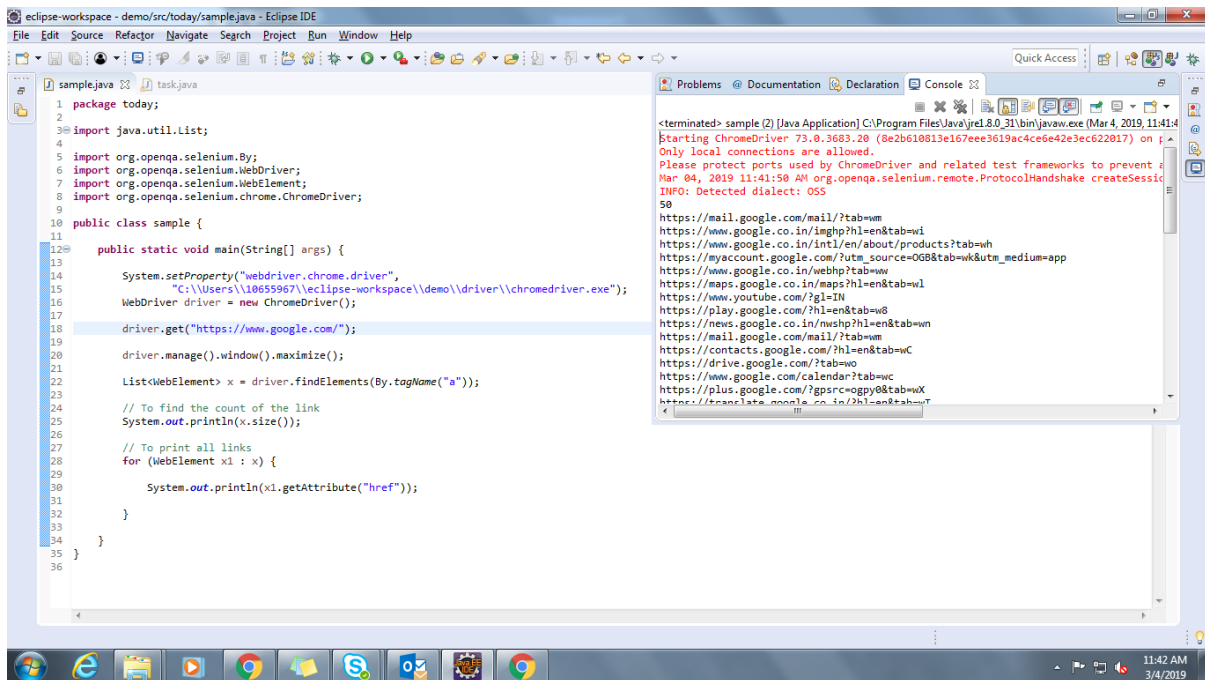 eclipse-workspace - demo/src/today/sample.java - Eclipse IDE
File Edit Source Refactor Navigate Search Project Run Window Help
Quick Access
sample.java task.java
1 package today;
2
3 import java.util.List;
4
5 import org.openqa.selenium.By;
6 import org.openqa.selenium.WebDriver;
7 import org.openqa.selenium.WebElement;
8 import org.openqa.selenium.chrome.ChromeDriver;
9
10 public class sample {
11
12 public static void main(String[] args) {
13
14 System.setProperty("webdriver.chrome.driver",
15 "C:\\Users\\10655967\\eclipse-workspace\\demo\\driver\\chromedriver.exe");
16 WebDriver driver = new ChromeDriver();
17
18 driver.get("https://www.google.com/");
19
20 driver.manage().window().maximize();
21
22 List<WebElement> x = driver.findElements(By.tagName("a"));
23
24 // To find the count of the link
25 System.out.println(x.size());
26
27 // To print all links
28 for (WebElement x1 : x) {
29
30 System.out.println(x1.getAttribute("href"));
31
32 }
33
34 }
35 }
36
Problems @ Documentation Declaration Console
<terminated> sample (2) [Java Application] C:\Program Files\Java\jre1.8.0_31\bin\javaw.exe (Mar 4, 2019, 11:41:4
Starting ChromeDriver 73.0.3683.20 (8e2b610813e167eee3619ac4ce6e42e3ec622017) on p
Only local connections are allowed.
Please protect ports used by ChromeDriver and related test frameworks to prevent a
Mar 04, 2019 11:41:50 AM org.openqa.selenium.remote.ProtocolHandshake createSessio
INFO: Detected dialect: OSS
50
https://mail.google.com/mail/?tab=wm
https://www.google.co.in/imghp?hl=en&tab=wi
https://www.google.co.in/intl/en/about/products?tab=wh
https://myaccount.google.com/?utm_source=OGB&tab=wk&utm_medium=app
https://www.google.co.in/webhp?tab=ww
https://maps.google.co.in/maps?hl=en&tab=wl
https://www.youtube.com/?gl=IN
https://play.google.com/?hl=en&tab=w8
https://news.google.co.in/nwshp?hl=en&tab=wn
https://mail.google.com/mail/?tab=wm
https://contacts.google.com/?hl=en&tab=wC
https://drive.google.com/?tab=wo
https://www.google.com/calendar?tab=wc
https://plus.google.com/?gpsrc=ogpy0&tab=wX
https://translate.google.co.in/?hl=en&tab=wT
Java EE
IDE
11:42 AM
3/4/2019